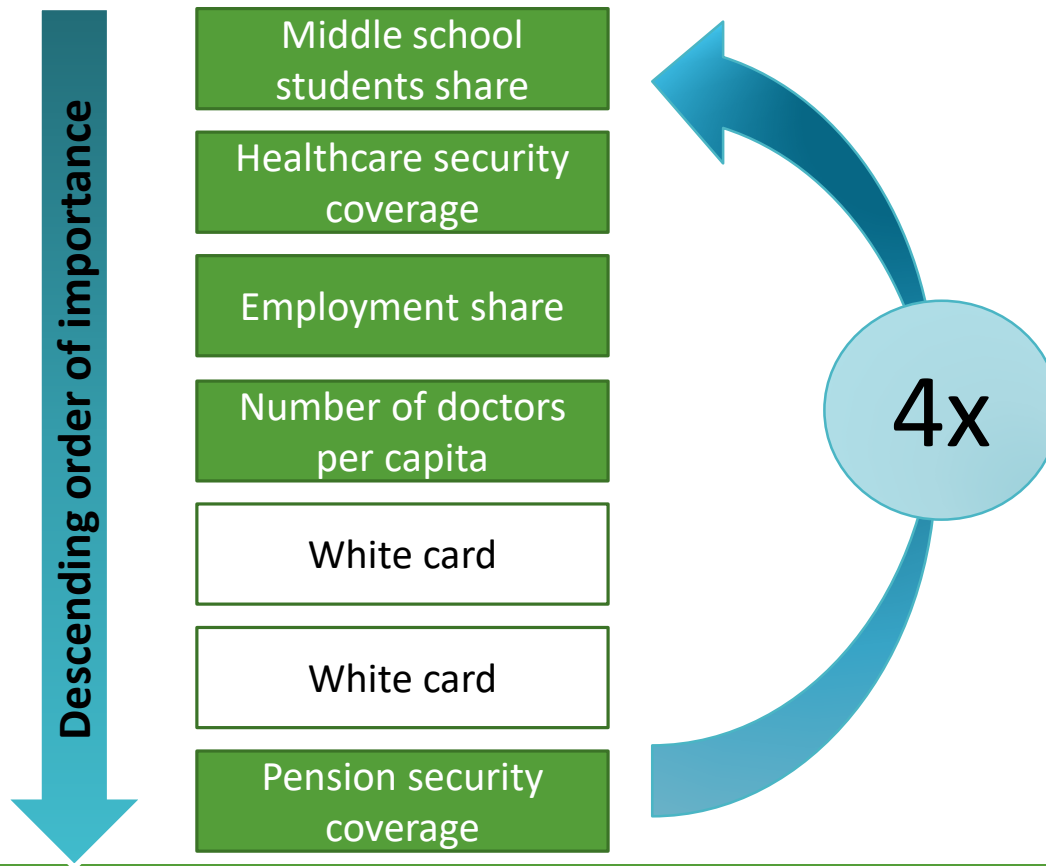 Descending order of importance
Middle school
students share
Healthcare security
coverage
Employment share
Number of doctors
per capita
White card
White card
Pension security
coverage
4x